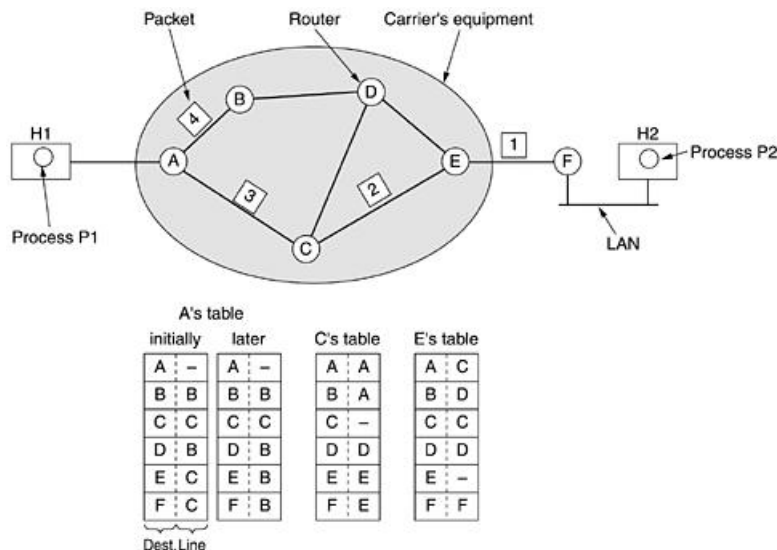 Packet Router Carrier's equipment
B D
H1 4 1 H2
A E F Process P2
3 2
Process P1 C LAN
A's table
initially later C's table E's table
A – A – A A A C
B B B B B A B D
C C C C C – C C
D B D B D D D D
E C E B E E E –
F C F B F E F F
Dest. Line